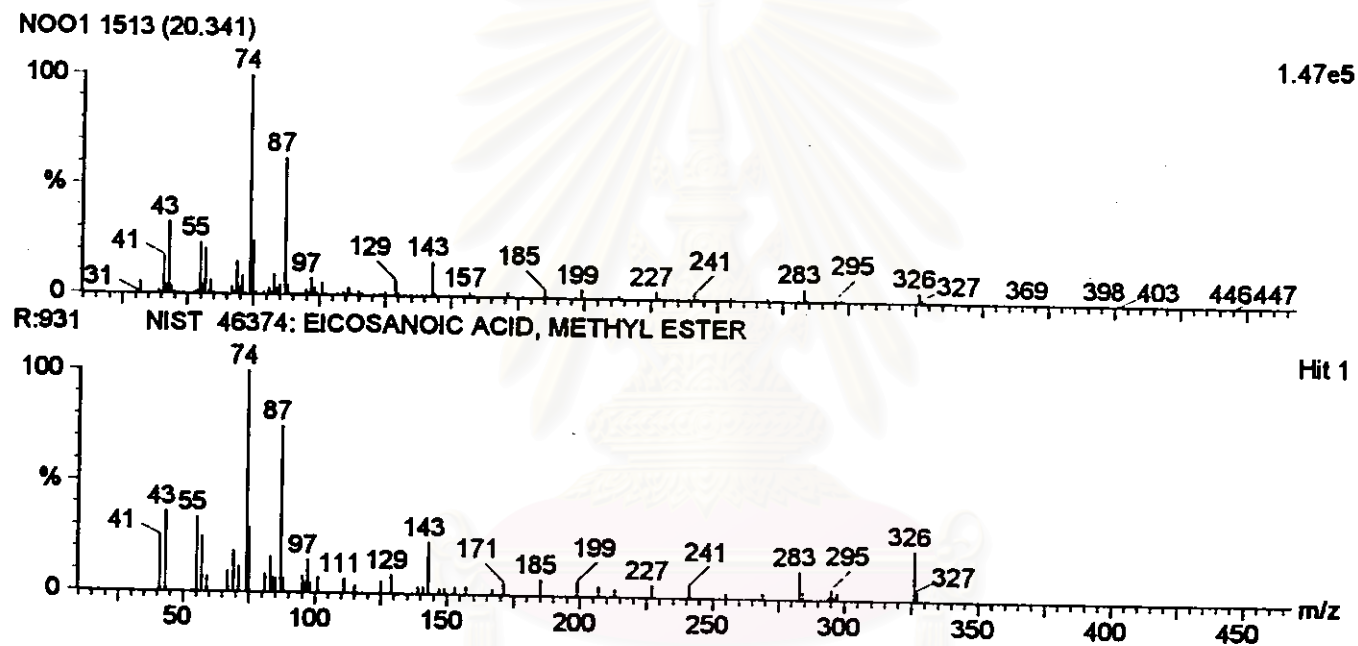 NOO1 1513 (20.341)
100 74 1.47e5
87
%
43
41 55
31 97 129 143 157 185 199 227 241 283 295 326 327 369 398 403 446 447
0
R:931 NIST 46374: EICOSANOIC ACID, METHYL ESTER
100 74 Hit 1
87
%
43 55
41 97 111 129 143 171 185 199 227 241 283 295 326 327
0 m/z
50 100 150 200 250 300 350 400 450